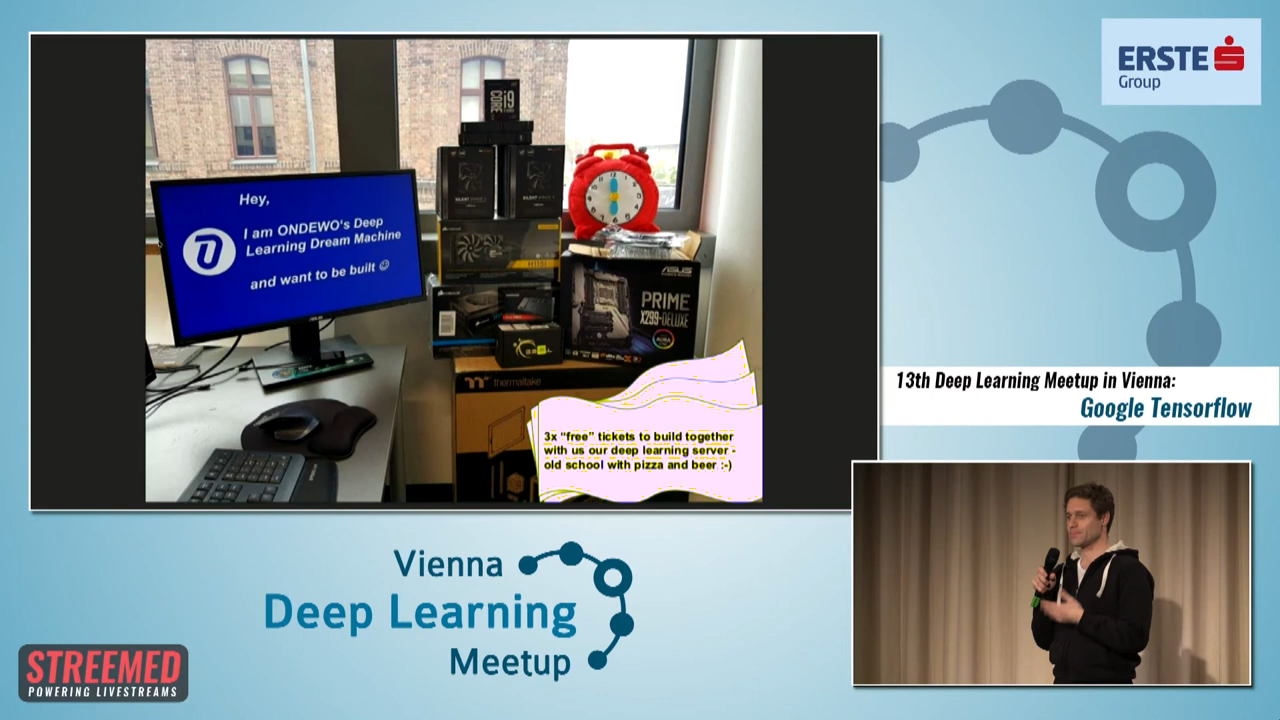 Hey,
I am ONDEWO's Deep
Learning Dream Machine
and want to be built
CORE i9
CORSAIR
ASUS
PRIME
X299-DELUXE
thermaltake
3x “free” tickets to build together
with us our deep learning server -
old school with pizza and beer :-)
ERSTE
Group
13th Deep Learning Meetup in Vienna:
Google Tensorflow
Vienna
Deep Learning
Meetup
STREEMED
POWERING LIVESTREAMS